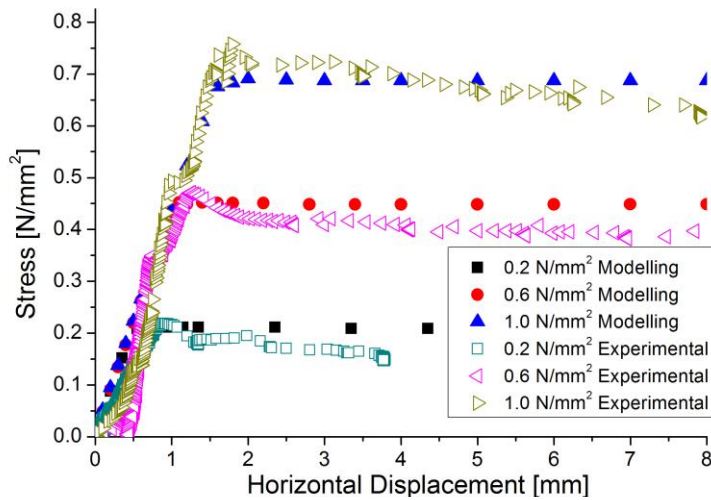 0.8
0.7
0.6
0.5
0.4
0.3
0.2
0.1
0.0
Stress [N/mm²]
0.2 N/mm² Modelling
0.6 N/mm² Modelling
1.0 N/mm² Modelling
0.2 N/mm² Experimental
0.6 N/mm² Experimental
1.0 N/mm² Experimental
0 1 2 3 4 5 6 7 8
Horizontal Displacement [mm]